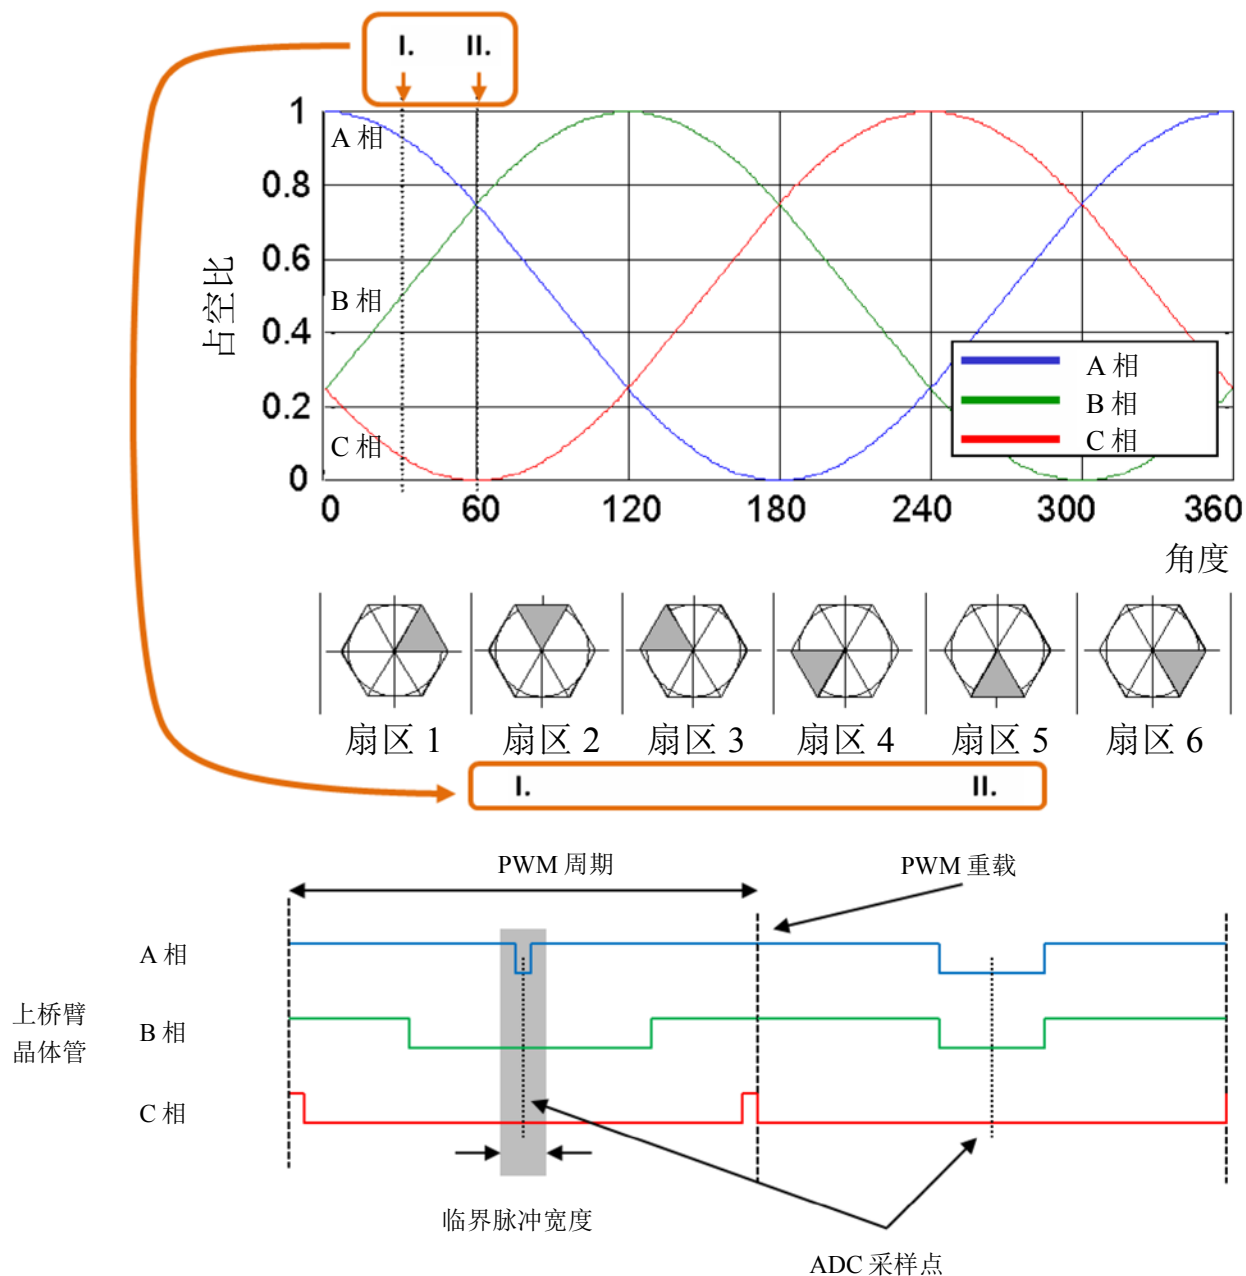 I. II.
1
A 相
0.8
0.6
B 相
占空比
0.4
A 相
B 相
0.2
C 相
C 相
0
0 60 120 180 240 300 360
角度
扇区 1 扇区 2 扇区 3 扇区 4 扇区 5 扇区 6
I. II.
PWM 周期 PWM 重载
A 相
上桥臂
晶体管
B 相
C 相
临界脉冲宽度
ADC 采样点